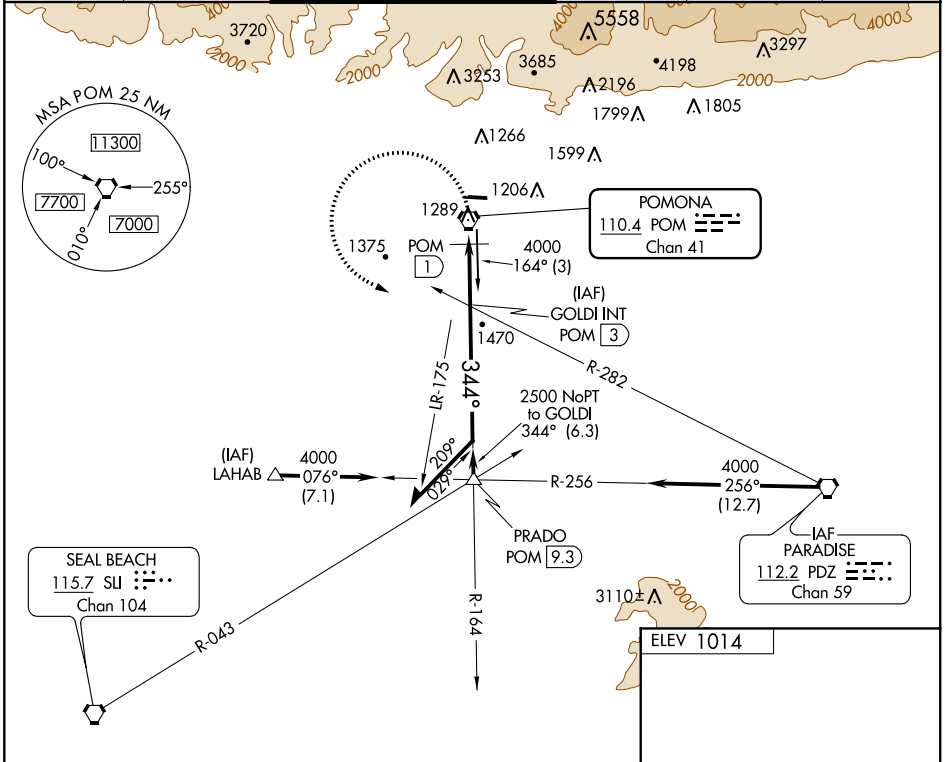 4000
5558
4000
3720
2000
3685
4198
3297
2000
3253
2196
2000
1799
1805
MSA POM 25 NM
11300
100°
255°
7700
7000
010°
1266
1599
1206
1289
POMONA
110.4 POM
Chan 41
1375
POM
1
4000
164° (3)
(IAF)
GOLDI INT
POM 3
1470
LR-175
344°
R-282
2500 NoPT
to GOLDI
344° (6.3)
(IAF)
LAHAB
4000
076°
(7.1)
209°
029°
R-256
4000
256°
(12.7)
PRADO
POM 9.3
IAF
PARADISE
112.2 PDZ
Chan 59
SEAL BEACH
115.7 SLI
Chan 104
R-043
R-164
3110±
2000
ELEV 1014